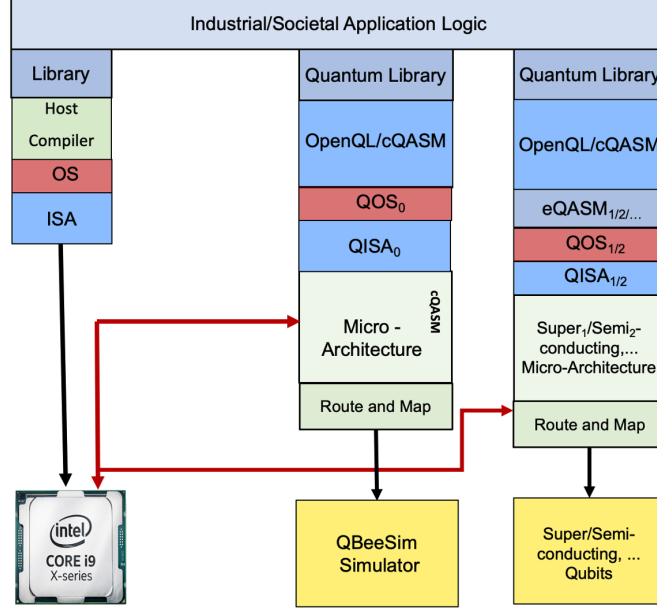 Industrial/Societal Application Logic
Library
Host
Compiler
OS
ISA
intel
CORE i9
X-series
Quantum Library
OpenQL/cQASM
QOS₀
QISA₀
cQASM
Micro -
Architecture
Route and Map
QBeeSim
Simulator
Quantum Library
OpenQL/cQASM
eQASM₁/₂/...
QOS₁/₂
QISA₁/₂
Super₁/Semi₂-
conducting,...
Micro-Architecture
Route and Map
Super/Semi-
conducting, ...
Qubits